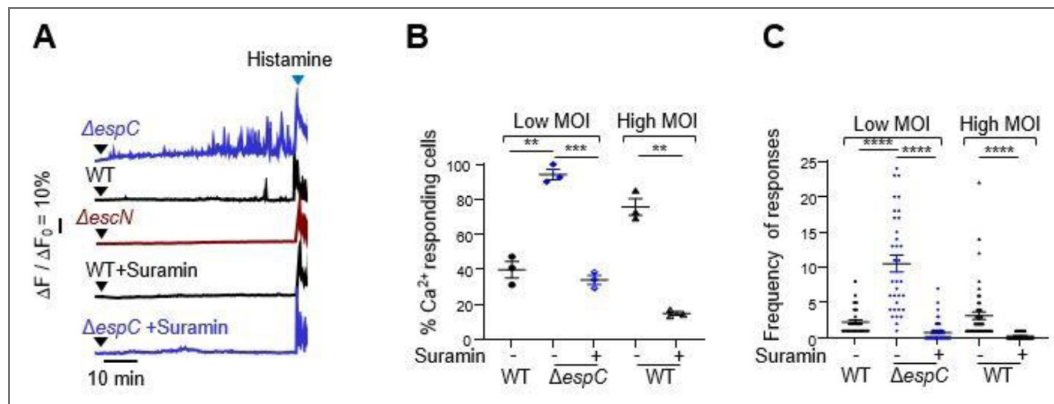 A
Histamine
ΔespC
WT
ΔescN
WT+Suramin
ΔespC +Suramin
ΔF / ΔF0 = 10%
10 min
B
Low MOI High MOI
** *** **
% Ca2+ responding cells
100
80
60
40
20
0
Suramin - - + - +
WT ΔespC WT
C
Low MOI High MOI
**** **** ****
Frequency of responses
25
20
15
10
5
0
Suramin - - + - +
WT ΔespC WT